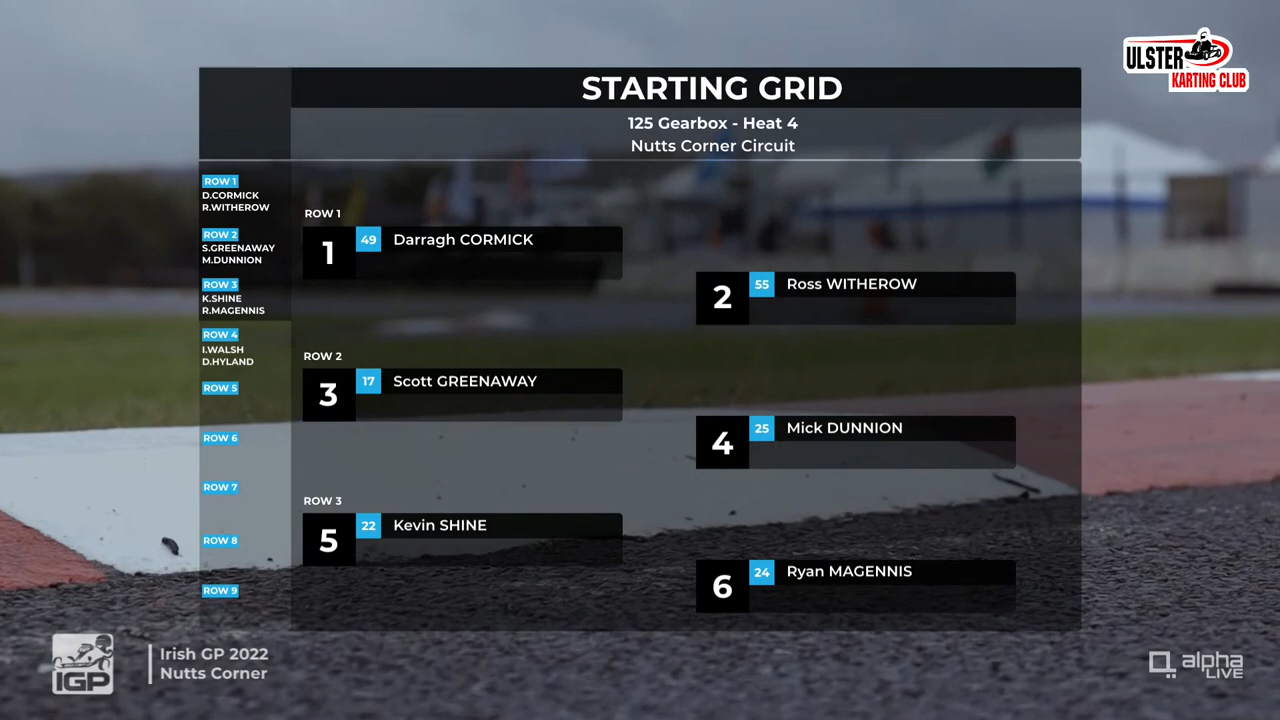 ULSTER
KARTING CLUB
STARTING GRID
125 Gearbox - Heat 4
Nutts Corner Circuit
ROW 1
D.CORMICK
R.WITHEROW
ROW 2
S.GREENAWAY
M.DUNNION
ROW 3
K.SHINE
R.MAGENNIS
ROW 4
I.WALSH
D.HYLAND
ROW 5
ROW 6
ROW 7
ROW 8
ROW 9
ROW 1
1 49 Darragh CORMICK
2 55 Ross WITHEROW
ROW 2
3 17 Scott GREENAWAY
4 25 Mick DUNNION
ROW 3
5 22 Kevin SHINE
6 24 Ryan MAGENNIS
IGP
Irish GP 2022
Nutts Corner
alpha
LIVE